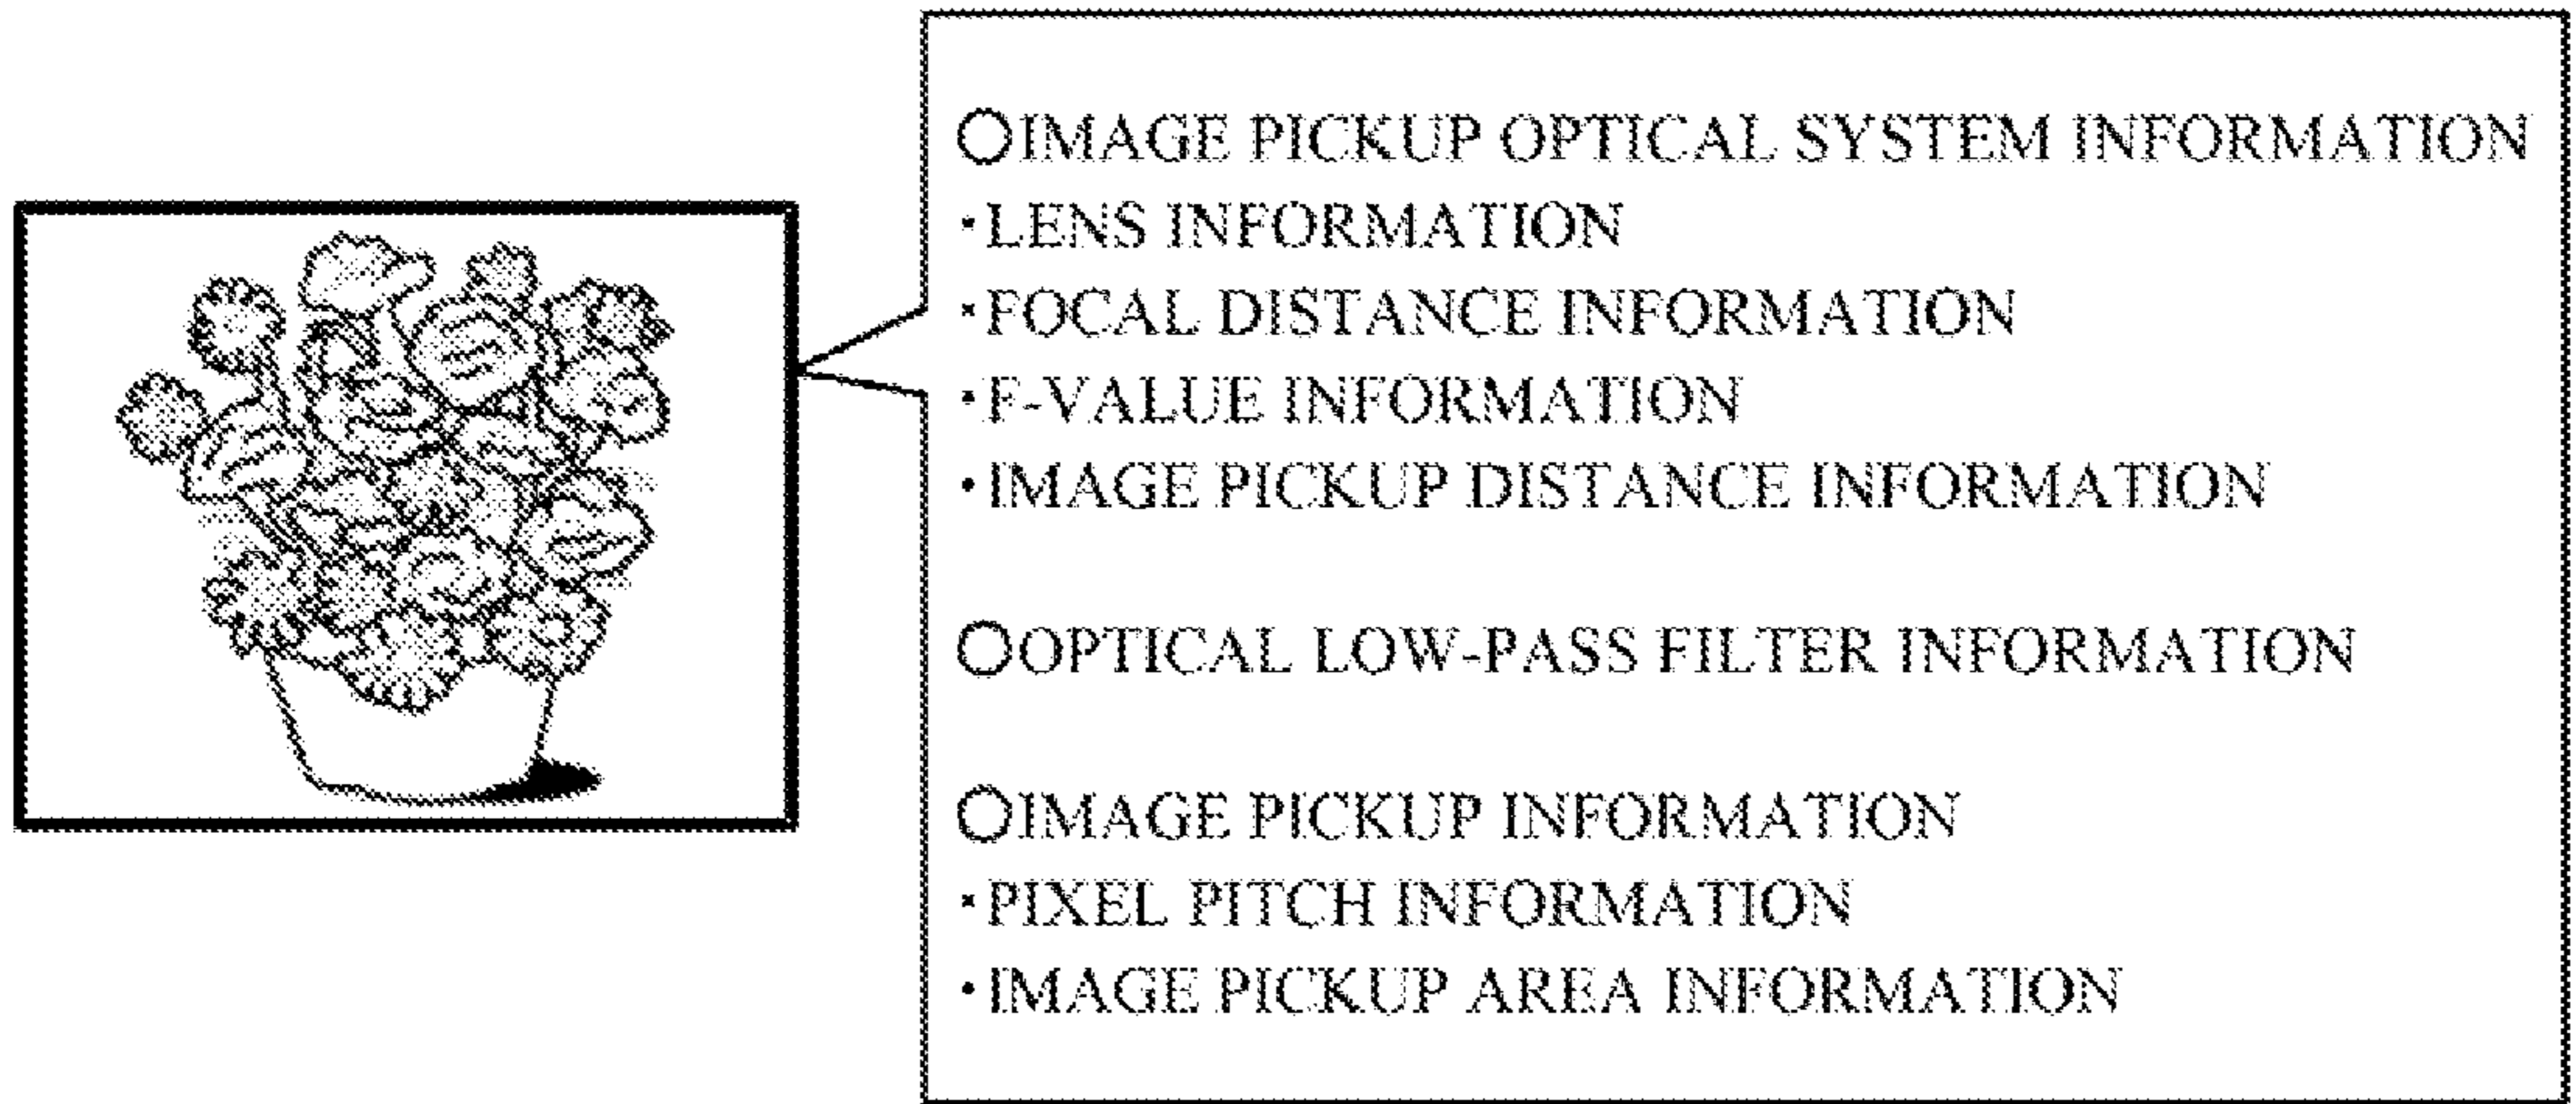 ○IMAGE PICKUP OPTICAL SYSTEM INFORMATION
・LENS INFORMATION
・FOCAL DISTANCE INFORMATION
・F-VALUE INFORMATION
・IMAGE PICKUP DISTANCE INFORMATION
○OPTICAL LOW-PASS FILTER INFORMATION
○IMAGE PICKUP INFORMATION
・PIXEL PITCH INFORMATION
・IMAGE PICKUP AREA INFORMATION